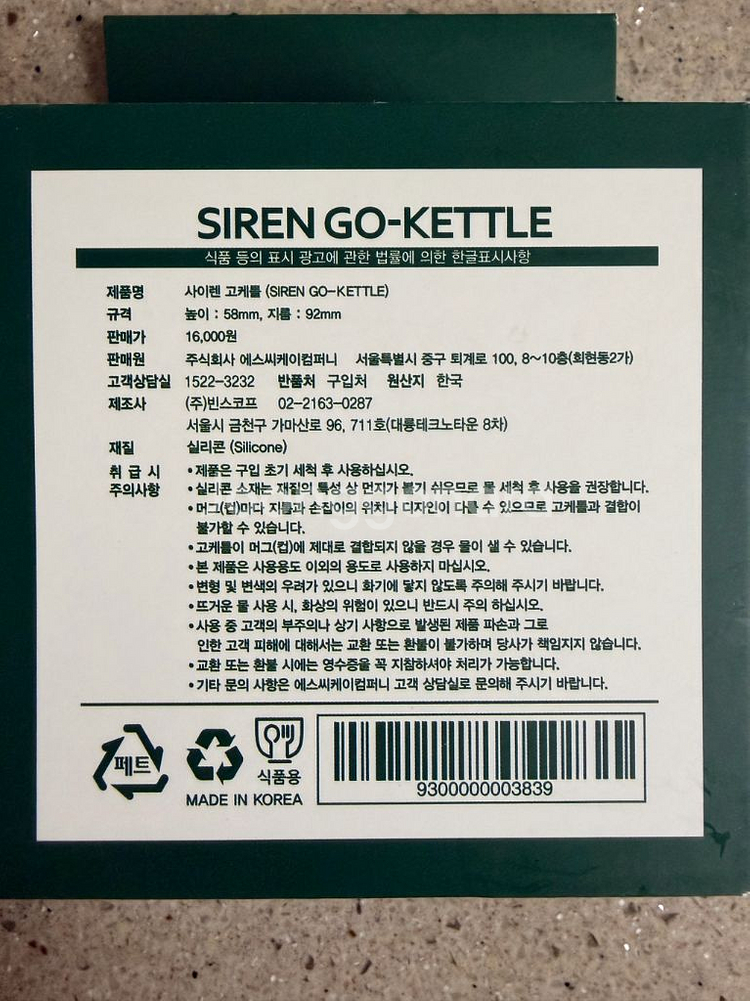 SIREN GO-KETTLE
식품 등의 표시 광고에 관한 법률에 의한 한글표시사항
제품명 사이렌 고케틀 (SIREN GO-KETTLE)
규격 높이 : 58mm, 지름 : 92mm
판매가 16,000원
판매원 주식회사 에스씨케이컴퍼니 서울특별시 중구 퇴계로 100, 8~10층(회현동2가)
고객상담실 1522-3232 반품처 구입처 원산지 한국
제조사 (주)빈스코프 02-2163-0287
서울시 금천구 가마산로 96, 711호(대륭테크노타운 8차)
재질 실리콘 (Silicone)
취 급 시 • 제품은 구입 초기 세척 후 사용하십시오.
주의사항 • 실리콘 소재는 재질의 특성 상 먼지가 붙기 쉬우므로 물 세척 후 사용을 권장합니다.
• 머그(컵)마다 지름과 손잡이의 위치나 디자인이 다를 수 있으므로 고케틀과 결합이
불가할 수 있습니다.
• 고케틀이 머그(컵)에 제대로 결합되지 않을 경우 물이 샐 수 있습니다.
• 본 제품은 사용용도 이외의 용도로 사용하지 마십시오.
• 변형 및 변색의 우려가 있으니 화기에 닿지 않도록 주의해 주시기 바랍니다.
• 뜨거운 물 사용 시, 화상의 위험이 있으니 반드시 주의 하십시오.
• 사용 중 고객의 부주의나 상기 사항으로 발생된 제품 파손과 그로
인한 고객 피해에 대해서는 교환 또는 환불이 불가하며 당사가 책임지지 않습니다.
• 교환 또는 환불 시에는 영수증을 꼭 지참하셔야 처리가 가능합니다.
• 기타 문의 사항은 에스씨케이컴퍼니 고객 상담실로 문의해 주시기 바랍니다.
페트
식품용
MADE IN KOREA
9300000003839